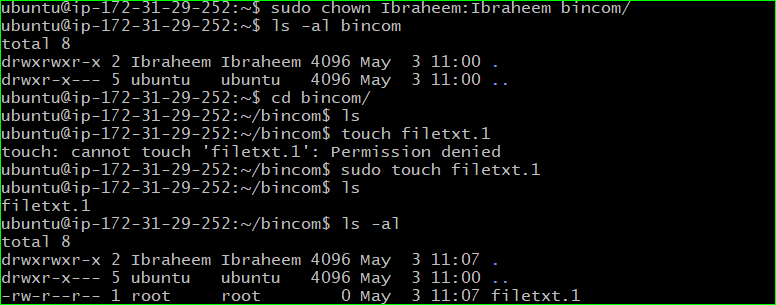 ubuntu@ip-172-31-29-252:~$ sudo chown Ibraheem:Ibraheem bincom/
ubuntu@ip-172-31-29-252:~$ ls -al bincom
total 8
drwxrwxr-x 2 Ibraheem Ibraheem 4096 May  3 11:00 .
drwxr-x--- 5 ubuntu   ubuntu   4096 May  3 11:00 ..
ubuntu@ip-172-31-29-252:~$ cd bincom/
ubuntu@ip-172-31-29-252:~/bincom$ ls
ubuntu@ip-172-31-29-252:~/bincom$ touch filetxt.1
touch: cannot touch 'filetxt.1': Permission denied
ubuntu@ip-172-31-29-252:~/bincom$ sudo touch filetxt.1
ubuntu@ip-172-31-29-252:~/bincom$ ls
filetxt.1
ubuntu@ip-172-31-29-252:~/bincom$ ls -al
total 8
drwxrwxr-x 2 Ibraheem Ibraheem 4096 May  3 11:07 .
drwxr-x--- 5 ubuntu   ubuntu   4096 May  3 11:00 ..
-rw-r--r-- 1 root     root        0 May  3 11:07 filetxt.1